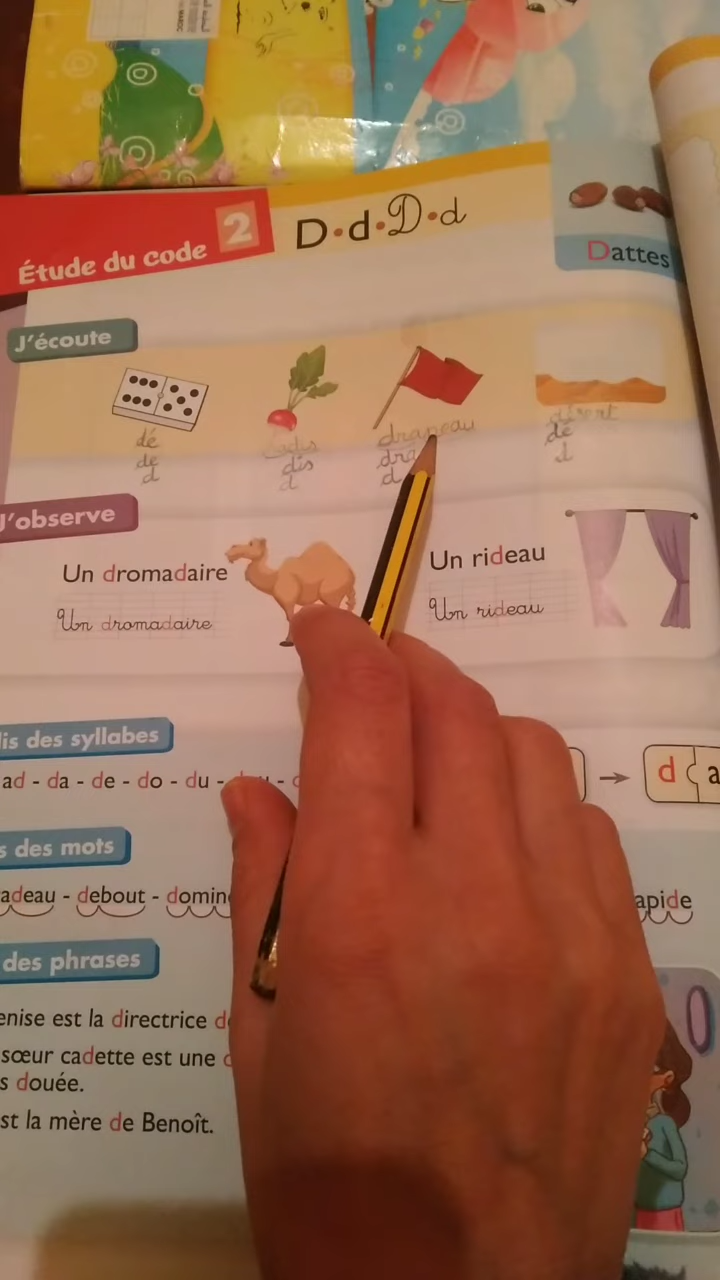 Étude du code 2
D•d•D•d
Dattes
J'écoute
dé
de
d
radis
dis
d
drapeau
dra
d
désert
dé
d
J'observe
Un dromadaire
Un dromadaire
Un rideau
Un rideau
lis des syllabes
ad - da - de - do - du -
d a
s des mots
adeau - debout - domin
apide
des phrases
enise est la directrice d
sœur cadette est une
s douée.
st la mère de Benoît.